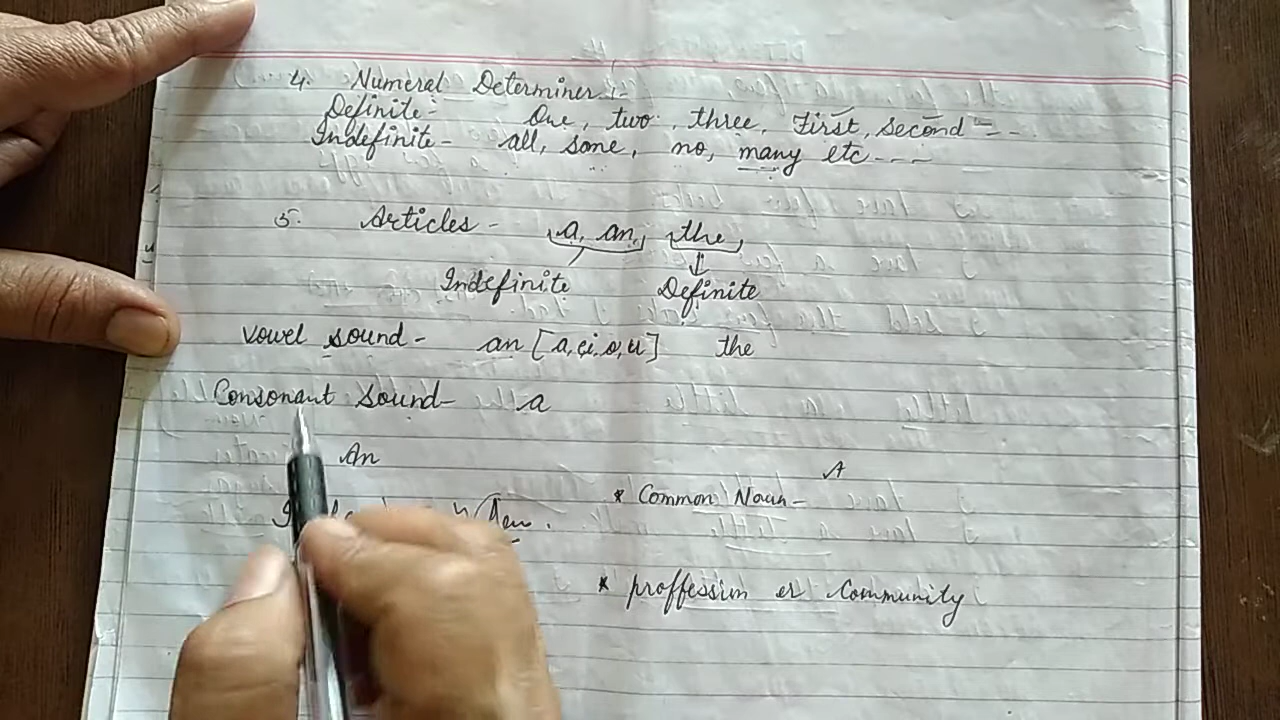 4. Numeral Determiner :-
Definite :- One, two, three, First, second ---
Indefinite - all, some, no, many etc ----
5. Articles - a, an, the,
Indefinite Definite
vowel sound - an [a, e, i, o, u] the
Consonant Sound - a
An
A
* Common Noun -
* proffession or Community